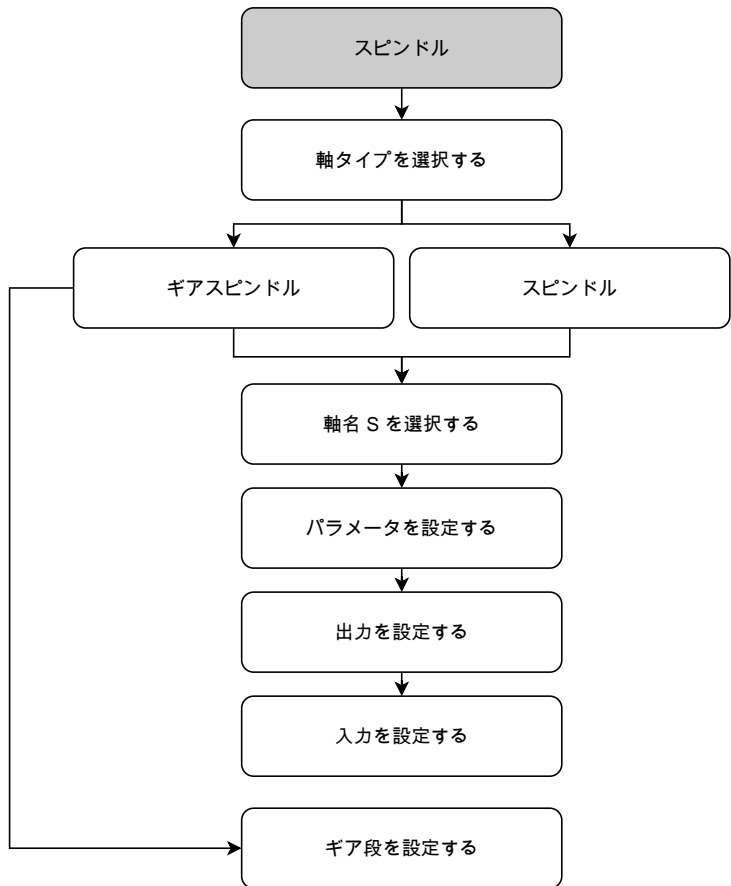 スピンドル
軸タイプを選択する
ギアスピンドル
スピンドル
軸名 S を選択する
パラメータを設定する
出力を設定する
入力を設定する
ギア段を設定する